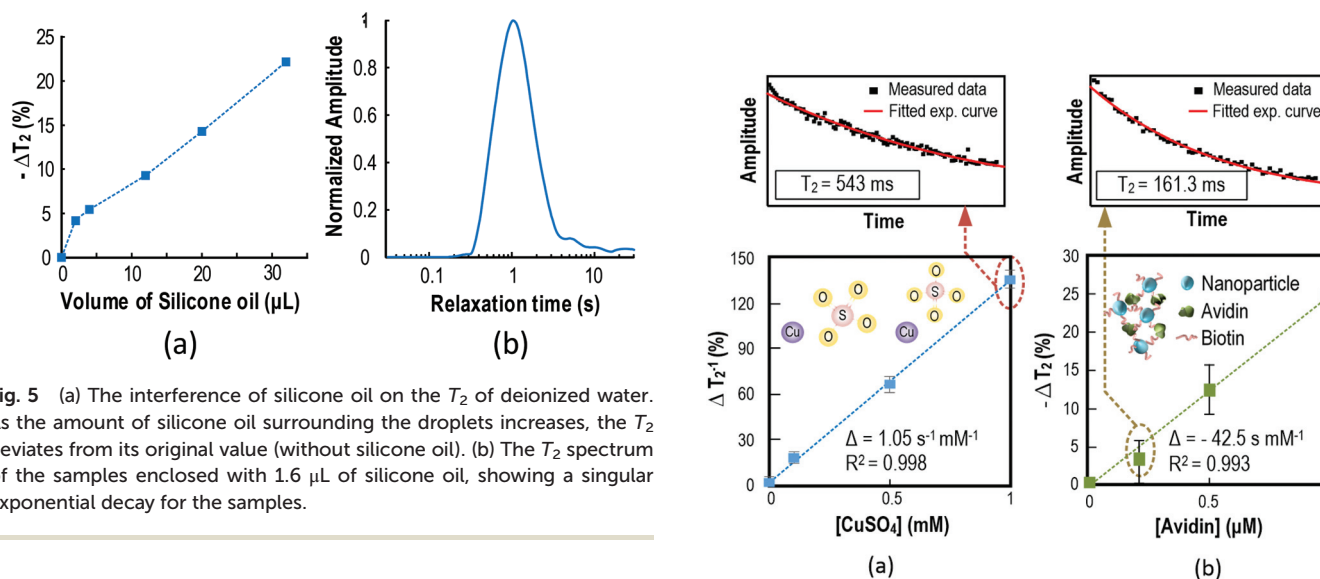 25
20
15
10
5
0
- ΔT₂ (%)
0 10 20 30
Volume of Silicone oil (µL)
(a)
1
0.8
0.6
0.4
0.2
0
Normalized Amplitude
0.1 1 10
Relaxation time (s)
(b)
Fig. 5 (a) The interference of silicone oil on the T₂ of deionized water.
As the amount of silicone oil surrounding the droplets increases, the T₂
deviates from its original value (without silicone oil). (b) The T₂ spectrum
of the samples enclosed with 1.6 µL of silicone oil, showing a singular
exponential decay for the samples.
Amplitude
Measured data
Fitted exp. curve
T₂ = 543 ms
Time
150
120
90
60
30
0
Δ T₂⁻¹ (%)
O O O O O O O O
S S
Cu Cu
Δ = 1.05 s⁻¹ mM⁻¹
R² = 0.998
0 0.5 1
[CuSO₄] (mM)
(a)
Amplitude
Measured data
Fitted exp. curve
T₂ = 161.3 ms
Time
30
25
20
15
10
5
0
- Δ T₂ (%)
Nanoparticle
Avidin
Biotin
Δ = - 42.5 s mM⁻¹
R² = 0.993
0 0.5
[Avidin] (µM)
(b)